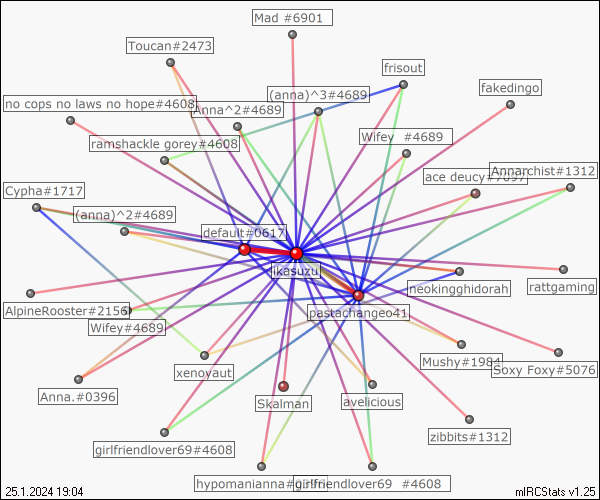 Mad #6901
Toucan#2473
frisout
fakedingo
no cops no laws no hope#4608
Anna^2#4689
(anna)^3#4689
ramshackle gorey#4608
Wifey #4689
ace deucy#7697
Annarchist#1312
Cypha#1717
(anna)^2#4689
default#0617
likasuzu
neokingghidorah
rattgaming
AlpineRooster#2156
Wifey#4689
pastachangeo41
Mushy#1984
Soxy Foxy#5076
xenoyaut
Anna.#0396
Skalman
avelicious
zibbits#1312
girlfriendlover69#4608
hypomanianna
girlfriendlover69 #4608
25.1.2024 19:04
mIRCStats v1.25